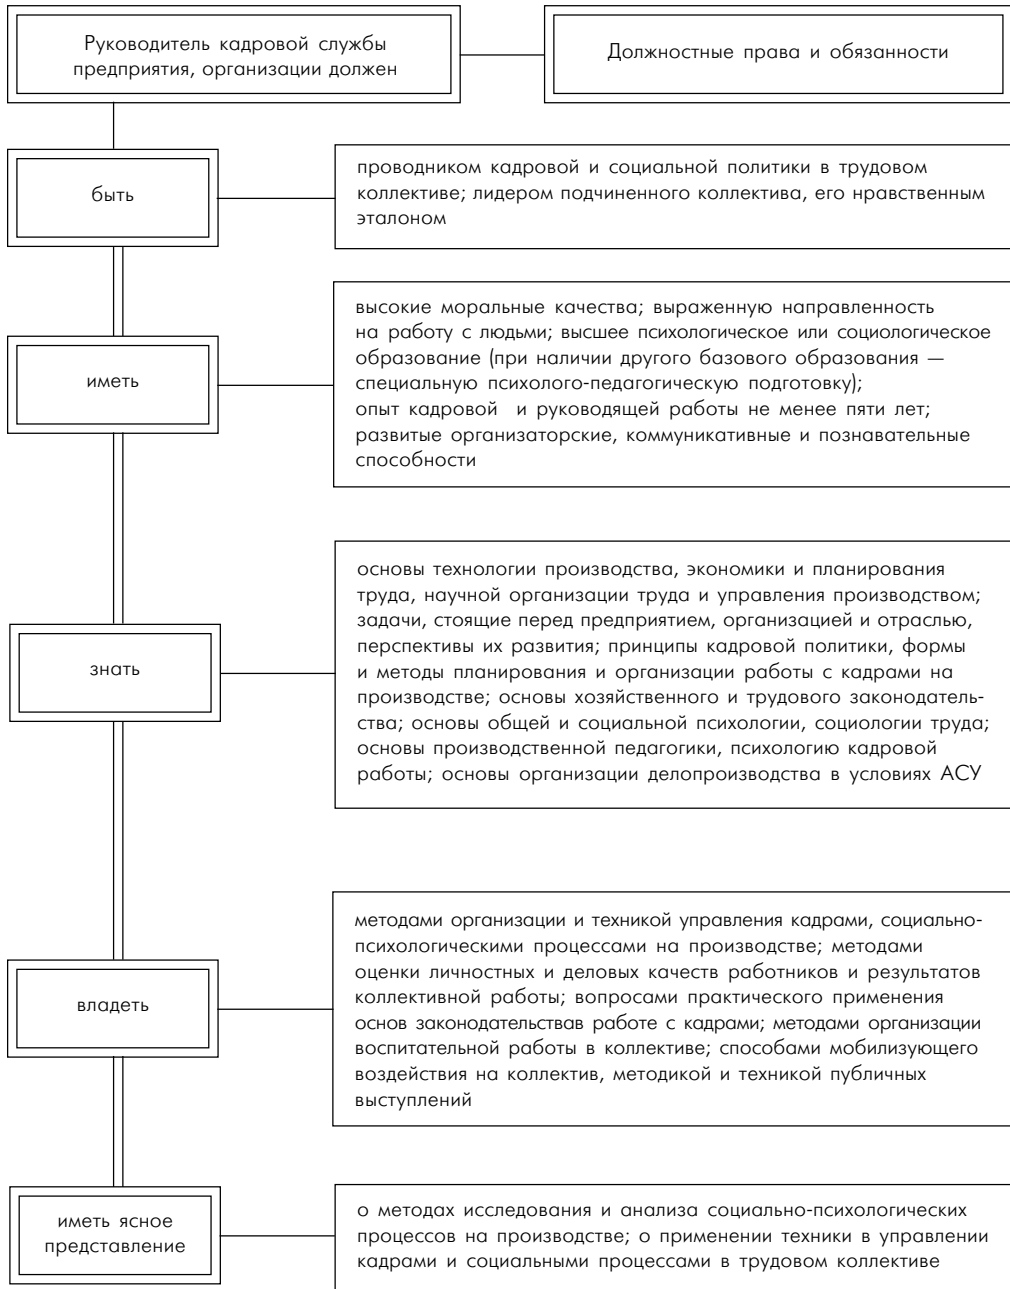 Руководитель кадровой службы
предприятия, организации должен
Должностные права и обязанности
быть
проводником кадровой и социальной политики в трудовом
коллективе; лидером подчиненного коллектива, его нравственным
эталоном
иметь
высокие моральные качества; выраженную направленность
на работу с людьми; высшее психологическое или социологическое
образование (при наличии другого базового образования —
специальную психолого-педагогическую подготовку);
опыт кадровой и руководящей работы не менее пяти лет;
развитые организаторские, коммуникативные и познавательные
способности
знать
основы технологии производства, экономики и планирования
труда, научной организации труда и управления производством;
задачи, стоящие перед предприятием, организацией и отраслью,
перспективы их развития; принципы кадровой политики, формы
и методы планирования и организации работы с кадрами на
производстве; основы хозяйственного и трудового законодатель-
ства; основы общей и социальной психологии, социологии труда;
основы производственной педагогики, психологию кадровой
работы; основы организации делопроизводства в условиях АСУ
владеть
методами организации и техникой управления кадрами, социально-
психологическими процессами на производстве; методами
оценки личностных и деловых качеств работников и результатов
коллективной работы; вопросами практического применения
основ законодательствав работе с кадрами; методами организации
воспитательной работы в коллективе; способами мобилизующего
воздействия на коллектив, методикой и техникой публичных
выступлений
иметь ясное
представление
о методах исследования и анализа социально-психологических
процессов на производстве; о применении техники в управлении
кадрами и социальными процессами в трудовом коллективе